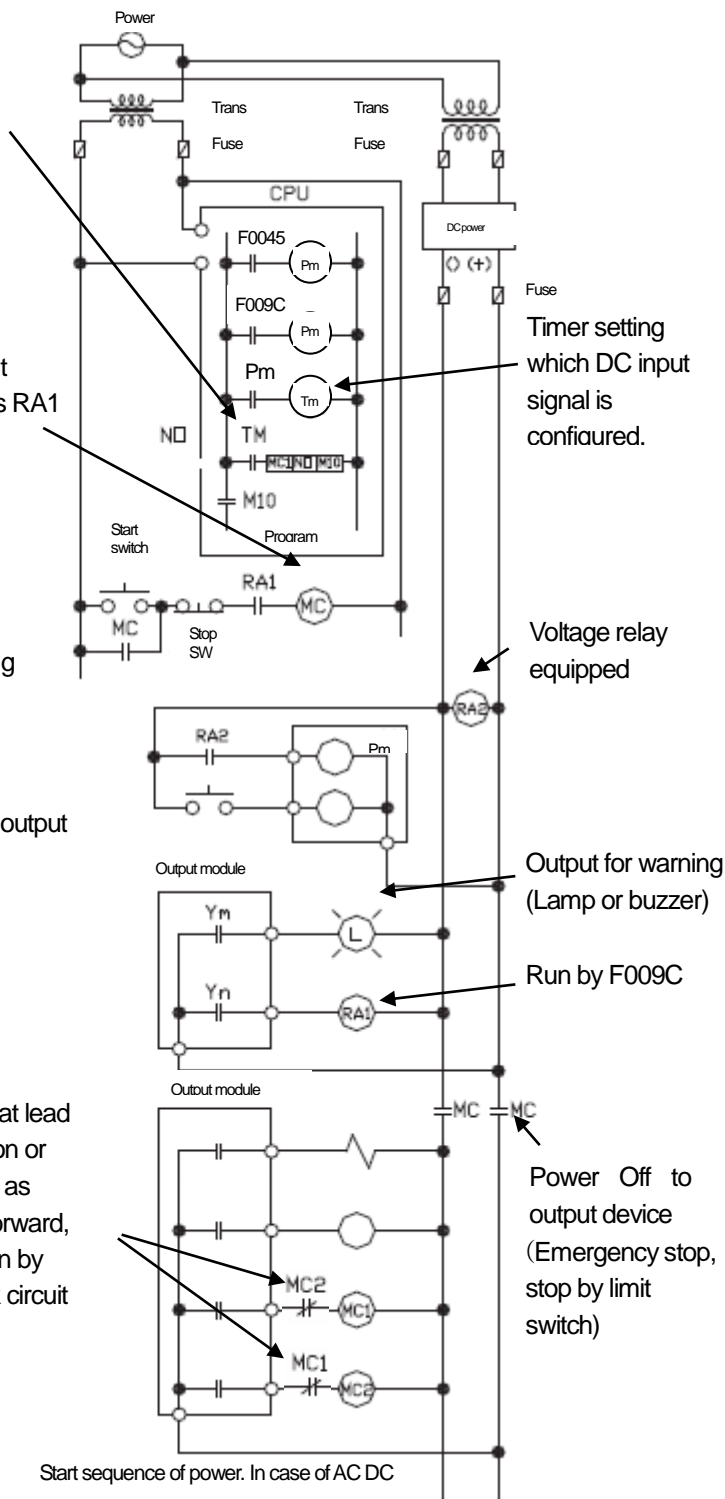 Power
Trans
Trans
Fuse
Fuse
CPU
DC power
() (+)
F0045
Pm
Fuse
F009C
Pm
Timer setting
which DC input
signal is
configured.
Pm
Tm
t
s RA1
N□
TM
MC1 N□ M10
M10
Program
Start
switch
RA1
MC
MC
Stop
SW
g
Voltage relay
equipped
RA2
RA2
Pm
output
Output module
Output for warning
(Lamp or buzzer)
Ym
L
Yn
RA1
Run by F009C
Output module
at lead
on or
as
orward,
n by
circuit
MC
MC
Power Off to
output device
(Emergency stop,
stop by limit
switch)
MC2
MC1
MC1
MC2
Start sequence of power. In case of AC DC